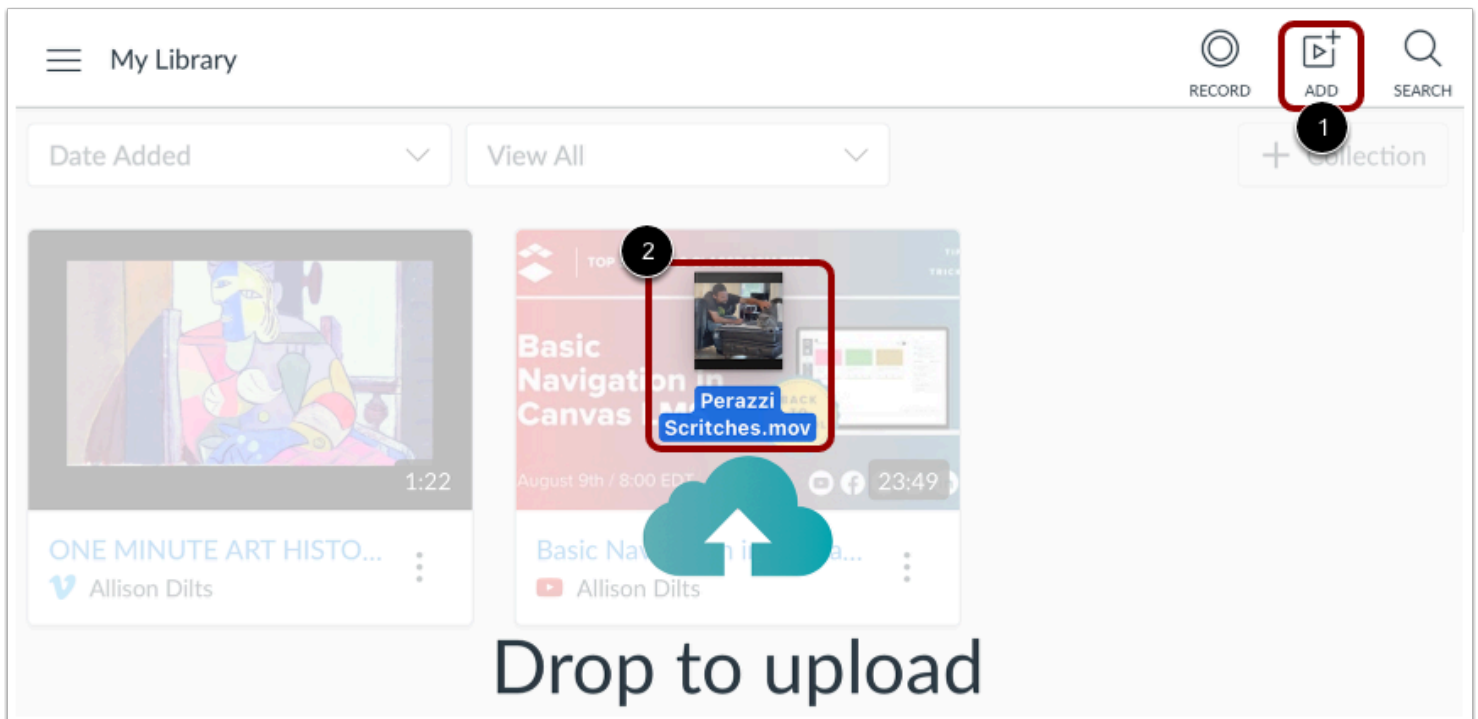 My Library
RECORD
ADD
SEARCH
1
Date Added
View All
+ Collection
2
TOP
Basic
Navigation in
Canvas LMS
Perazzi
Scritches.mov
August 9th / 8:00 EDT
1:22
23:49
ONE MINUTE ART HISTO...
Allison Dilts
Basic Nav
Allison Dilts
Drop to upload